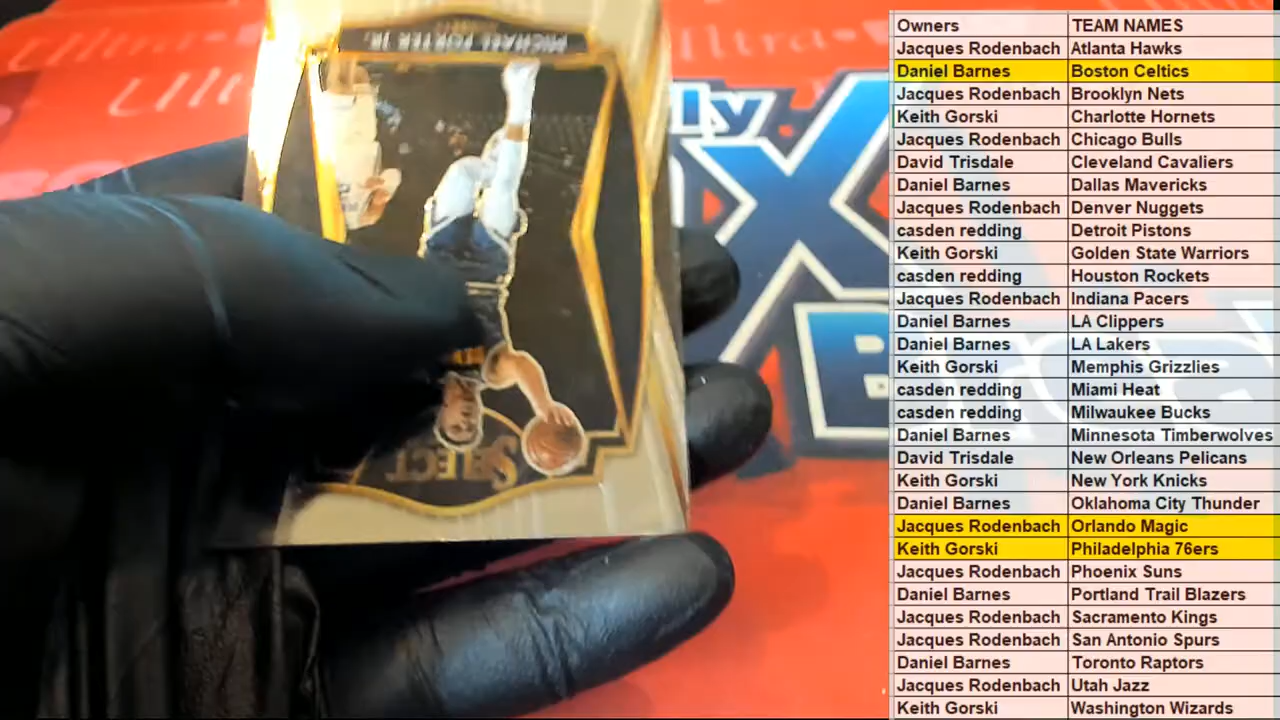 Owners TEAM NAMES
Jacques Rodenbach Atlanta Hawks
Daniel Barnes Boston Celtics
Jacques Rodenbach Brooklyn Nets
Keith Gorski Charlotte Hornets
Jacques Rodenbach Chicago Bulls
David Trisdale Cleveland Cavaliers
Daniel Barnes Dallas Mavericks
Jacques Rodenbach Denver Nuggets
casden redding Detroit Pistons
Keith Gorski Golden State Warriors
casden redding Houston Rockets
Jacques Rodenbach Indiana Pacers
Daniel Barnes LA Clippers
Daniel Barnes LA Lakers
Keith Gorski Memphis Grizzlies
casden redding Miami Heat
casden redding Milwaukee Bucks
Daniel Barnes Minnesota Timberwolves
David Trisdale New Orleans Pelicans
Keith Gorski New York Knicks
Daniel Barnes Oklahoma City Thunder
Jacques Rodenbach Orlando Magic
Keith Gorski Philadelphia 76ers
Jacques Rodenbach Phoenix Suns
Daniel Barnes Portland Trail Blazers
Jacques Rodenbach Sacramento Kings
Jacques Rodenbach San Antonio Spurs
Daniel Barnes Toronto Raptors
Jacques Rodenbach Utah Jazz
Keith Gorski Washington Wizards
MICHAEL PORTER JR.
SELECT